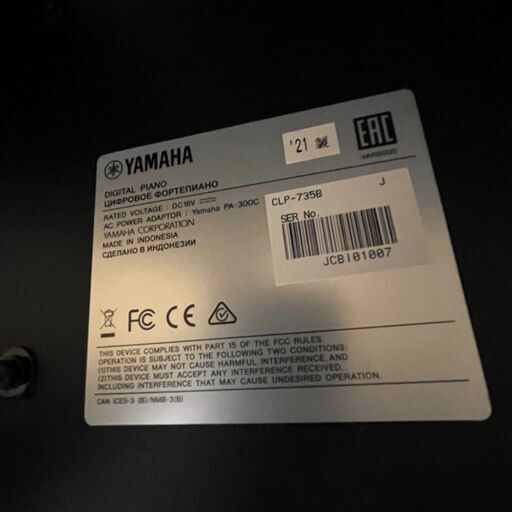 YAMAHA
DIGITAL PIANO
ЦИФРОВОЕ ФОРТЕПИАНО
RATED VOLTAGE : DC16V
AC POWER ADAPTOR : Yamaha PA-300C
YAMAHA CORPORATION
MADE IN INDONESIA
СДЕЛАНО В ИНДОНЕЗИИ
'21
EAC
CLP-735B J
SER No.
JCBI01007
FC CE
THIS DEVICE COMPLIES WITH PART 15 OF THE FCC RULES.
OPERATION IS SUBJECT TO THE FOLLOWING TWO CONDITIONS:
(1)THIS DEVICE MAY NOT CAUSE HARMFUL INTERFERENCE, AND
(2)THIS DEVICE MUST ACCEPT ANY INTERFERENCE RECEIVED,
INCLUDING INTERFERENCE THAT MAY CAUSE UNDESIRED OPERATION.
CAN ICES-3 (B)/NMB-3(B)